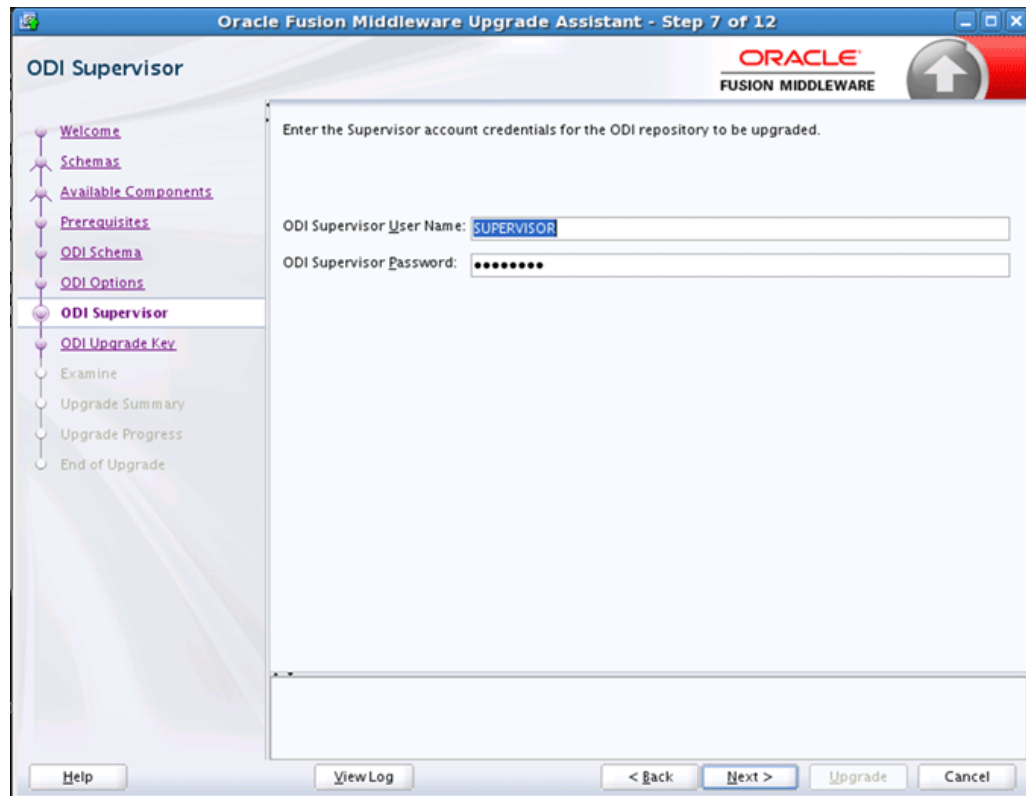 Oracle Fusion Middleware Upgrade Assistant - Step 7 of 12
ODI Supervisor
ORACLE
FUSION MIDDLEWARE
Welcome
Schemas
Available Components
Prerequisites
ODI Schema
ODI Options
ODI Supervisor
ODI Upgrade Key
Examine
Upgrade Summary
Upgrade Progress
End of Upgrade
Enter the Supervisor account credentials for the ODI repository to be upgraded.
ODI Supervisor User Name: SUPERVISOR
ODI Supervisor Password: ●●●●●●●●
Help View Log < Back Next > Upgrade Cancel